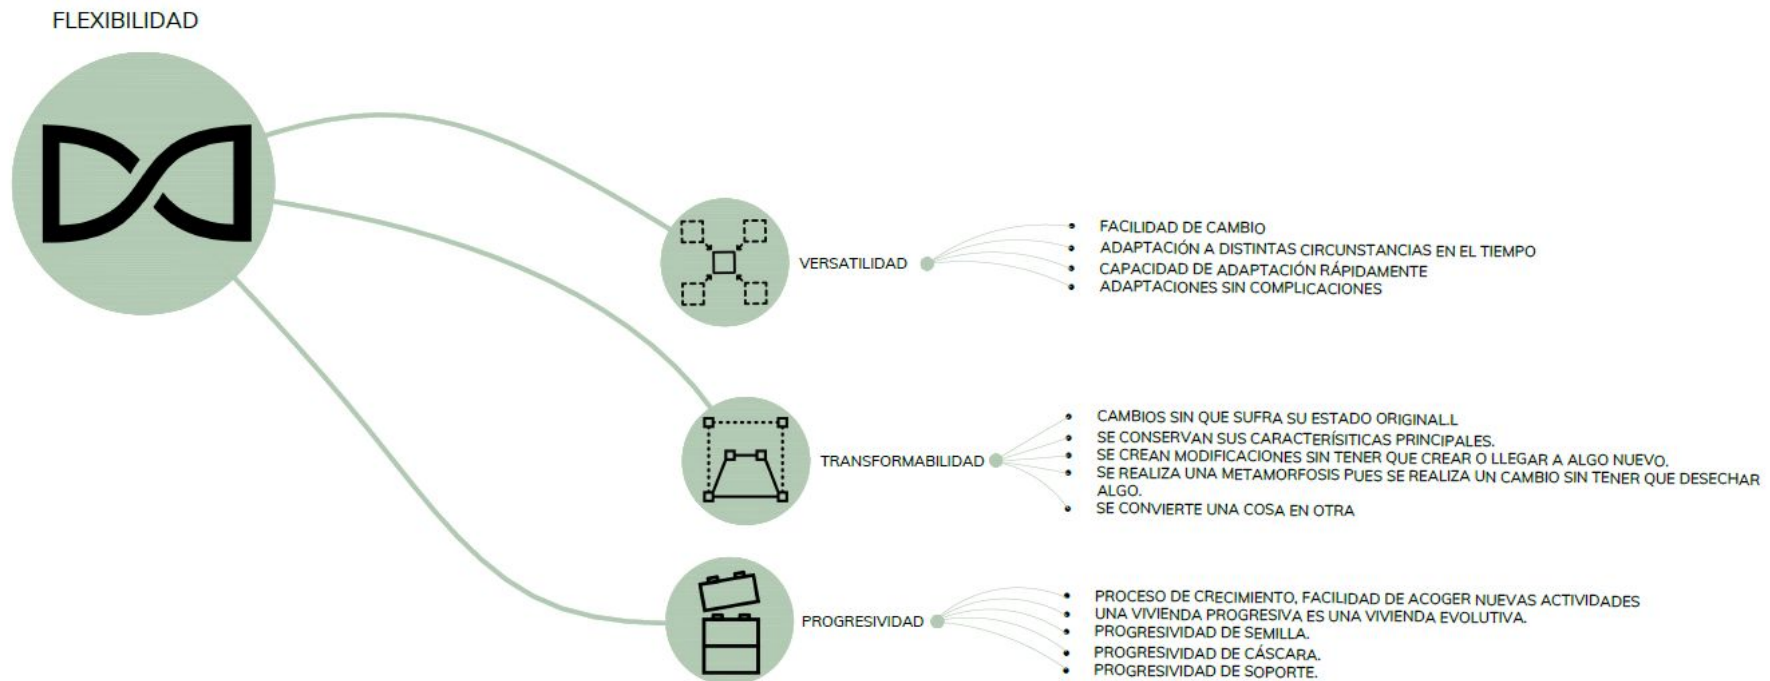 FLEXIBILIDAD
VERSATILIDAD
• FACILIDAD DE CAMBIO
• ADAPTACIÓN A DISTINTAS CIRCUNSTANCIAS EN EL TIEMPO
• CAPACIDAD DE ADAPTACIÓN RÁPIDAMENTE
• ADAPTACIONES SIN COMPLICACIONES
TRANSFORMABILIDAD
• CAMBIOS SIN QUE SUFRA SU ESTADO ORIGINAL.L
• SE CONSERVAN SUS CARACTERÍSITICAS PRINCIPALES.
• SE CREAN MODIFICACIONES SIN TENER QUE CREAR O LLEGAR A ALGO NUEVO.
• SE REALIZA UNA METAMORFOSIS PUES SE REALIZA UN CAMBIO SIN TENER QUE DESECHAR
ALGO.
• SE CONVIERTE UNA COSA EN OTRA
PROGRESIVIDAD
• PROCESO DE CRECIMIENTO, FACILIDAD DE ACOGER NUEVAS ACTIVIDADES
• UNA VIVIENDA PROGRESIVA ES UNA VIVIENDA EVOLUTIVA.
• PROGRESIVIDAD DE SEMILLA.
• PROGRESIVIDAD DE CÁSCARA.
• PROGRESIVIDAD DE SOPORTE.